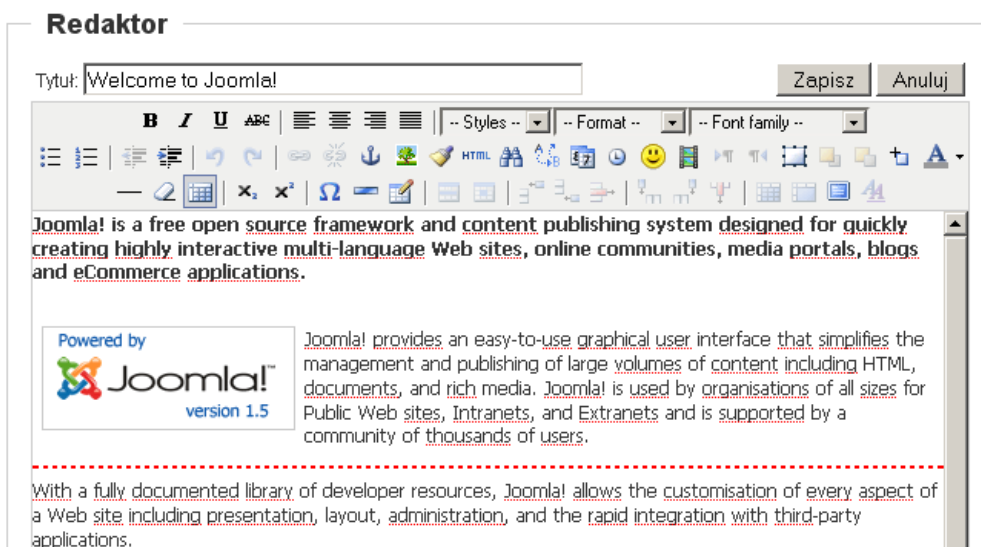 Redaktor
Tytuł: Welcome to Joomla! Zapisz Anuluj
B I U ABC -- Styles -- -- Format -- -- Font family --
HTML A
x₂ x² Ω
Joomla! is a free open source framework and content publishing system designed for quickly
creating highly interactive multi-language Web sites, online communities, media portals, blogs
and eCommerce applications.
Powered by
Joomla!™
version 1.5
Joomla! provides an easy-to-use graphical user interface that simplifies the
management and publishing of large volumes of content including HTML,
documents, and rich media. Joomla! is used by organisations of all sizes for
Public Web sites, Intranets, and Extranets and is supported by a
community of thousands of users.
With a fully documented library of developer resources, Joomla! allows the customisation of every aspect of
a Web site including presentation, layout, administration, and the rapid integration with third-party
applications.